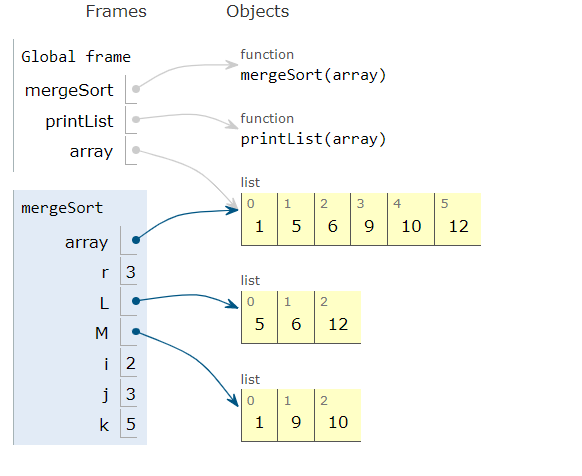 Frames Objects
Global frame
mergeSort
printList
array
function
mergeSort(array)
function
printList(array)
list
0 1 2 3 4 5
1 5 6 9 10 12
mergeSort
array
r 3
L
M
i 2
j 3
k 5
list
0 1 2
5 6 12
list
0 1 2
1 9 10